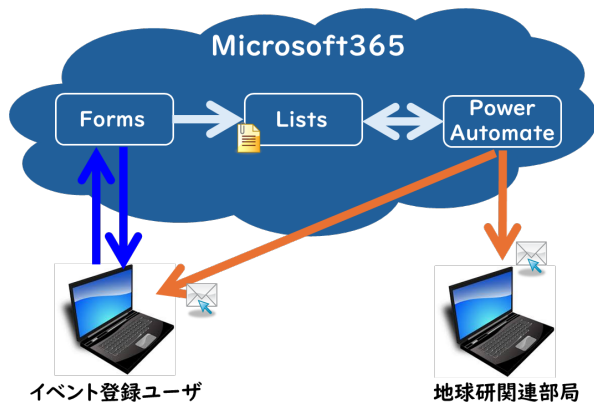 Microsoft365
Forms
Lists
Power
Automate
イベント登録ユーザ
地球研関連部局